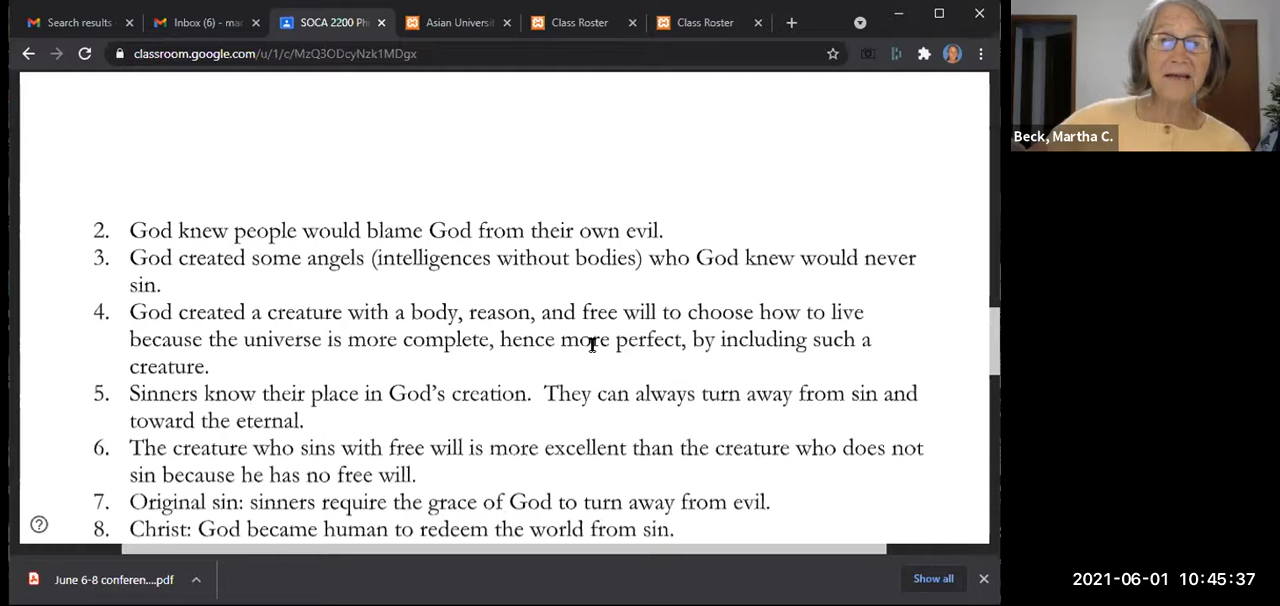 Search results
Inbox (6) - mar
SOCA 2200 Ph
Asian Universit
Class Roster
Class Roster
classroom.google.com/u/1/c/MzQ3ODcyNzk1MDgx
Beck, Martha C.
2. God knew people would blame God from their own evil.
3. God created some angels (intelligences without bodies) who God knew would never
sin.
4. God created a creature with a body, reason, and free will to choose how to live
because the universe is more complete, hence more perfect, by including such a
creature.
5. Sinners know their place in God's creation. They can always turn away from sin and
toward the eternal.
6. The creature who sins with free will is more excellent than the creature who does not
sin because he has no free will.
7. Original sin: sinners require the grace of God to turn away from evil.
8. Christ: God became human to redeem the world from sin.
June 6-8 conferen....pdf
Show all
2021-06-01 10:45:37